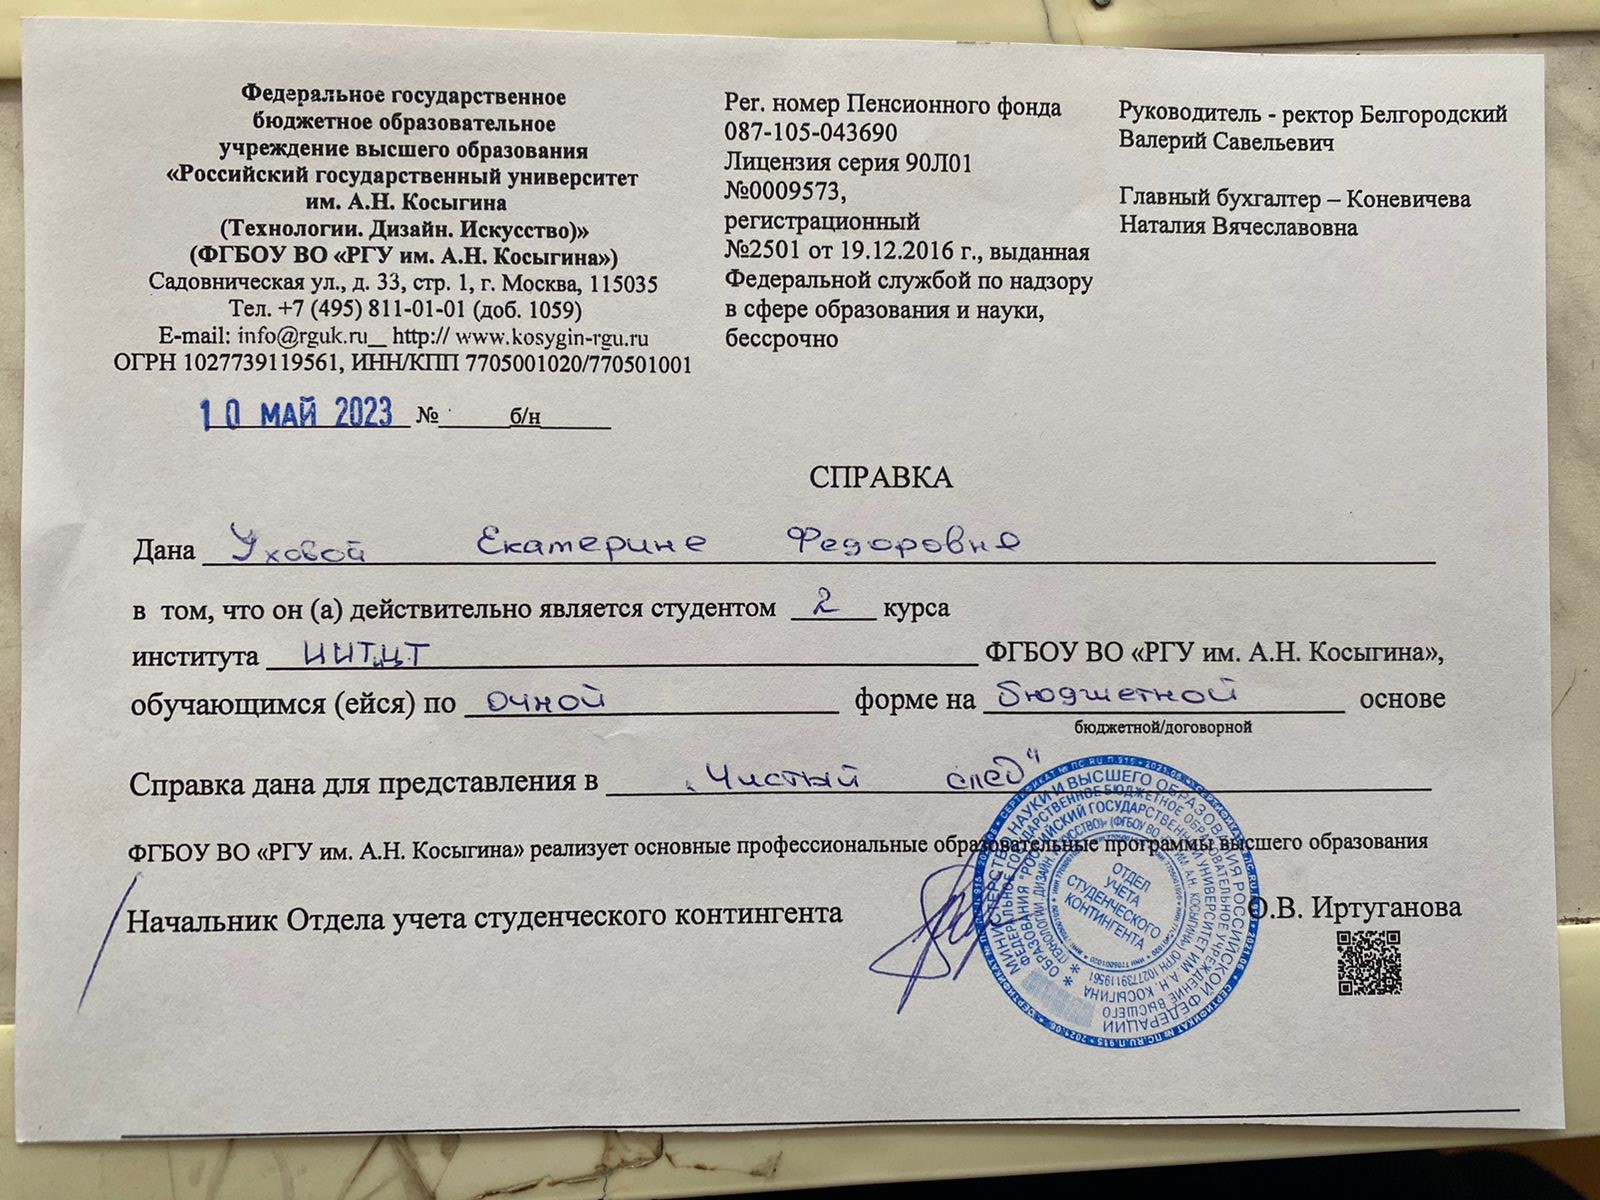 Федеральное государственное
бюджетное образовательное
учреждение высшего образования
«Российский государственный университет
им. А.Н. Косыгина
(Технологии. Дизайн. Искусство)»
(ФГБОУ ВО «РГУ им. А.Н. Косыгина»)
Садовническая ул., д. 33, стр. 1, г. Москва, 115035
Тел. +7 (495) 811-01-01 (доб. 1059)
E-mail: info@rguk.ru__ http:// www.kosygin-rgu.ru
ОГРН 1027739119561, ИНН/КПП 7705001020/770501001
10 МАЙ 2023 № б/н
Рег. номер Пенсионного фонда
087-105-043690
Лицензия серия 90Л01
№0009573,
регистрационный
№2501 от 19.12.2016 г., выданная
Федеральной службой по надзору
в сфере образования и науки,
бессрочно
Руководитель - ректор Белгородский
Валерий Савельевич
Главный бухгалтер – Коневичева
Наталия Вячеславовна
СПРАВКА
Дана Уховой Екатерине Федоровне
в том, что он (а) действительно является студентом 2 курса
института ИИТиЦТ ФГБОУ ВО «РГУ им. А.Н. Косыгина»,
обучающимся (ейся) по очной форме на бюджетной основе
бюджетной/договорной
Справка дана для представления в „Чистый след"
ФГБОУ ВО «РГУ им. А.Н. Косыгина» реализует основные профессиональные образовательные программы высшего образования
Начальник Отдела учета студенческого контингента О.В. Иртуганова
ОТДЕЛ
УЧЕТА
СТУДЕНЧЕСКОГО
КОНТИНГЕНТА